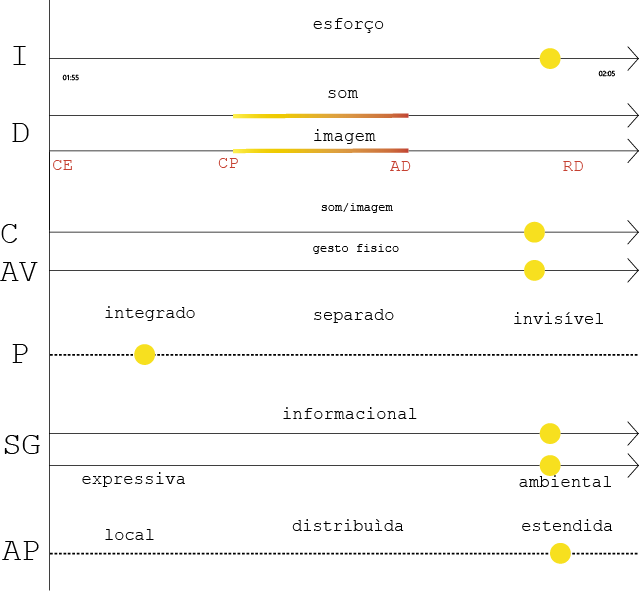 esforço
I
01:55
02:05
som
D
imagem
CE
CP
AD
RD
som/imagem
C
gesto fisico
AV
integrado
separado
invisível
P
informacional
SG
expressiva
ambiental
local
distribuìda
estendida
AP